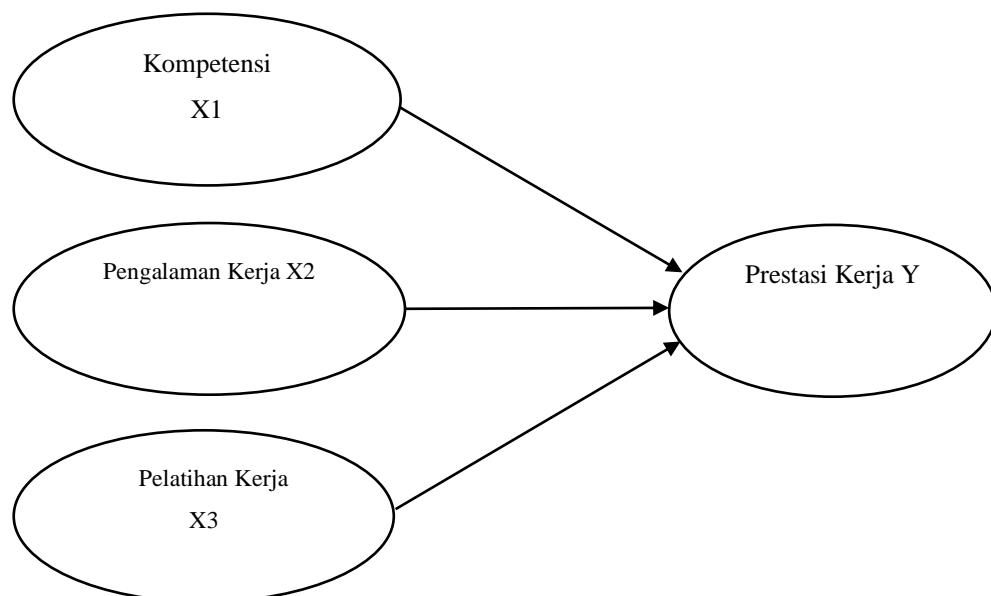 Kompetensi
X1
Pengalaman Kerja X2
Prestasi Kerja Y
Pelatihan Kerja
X3